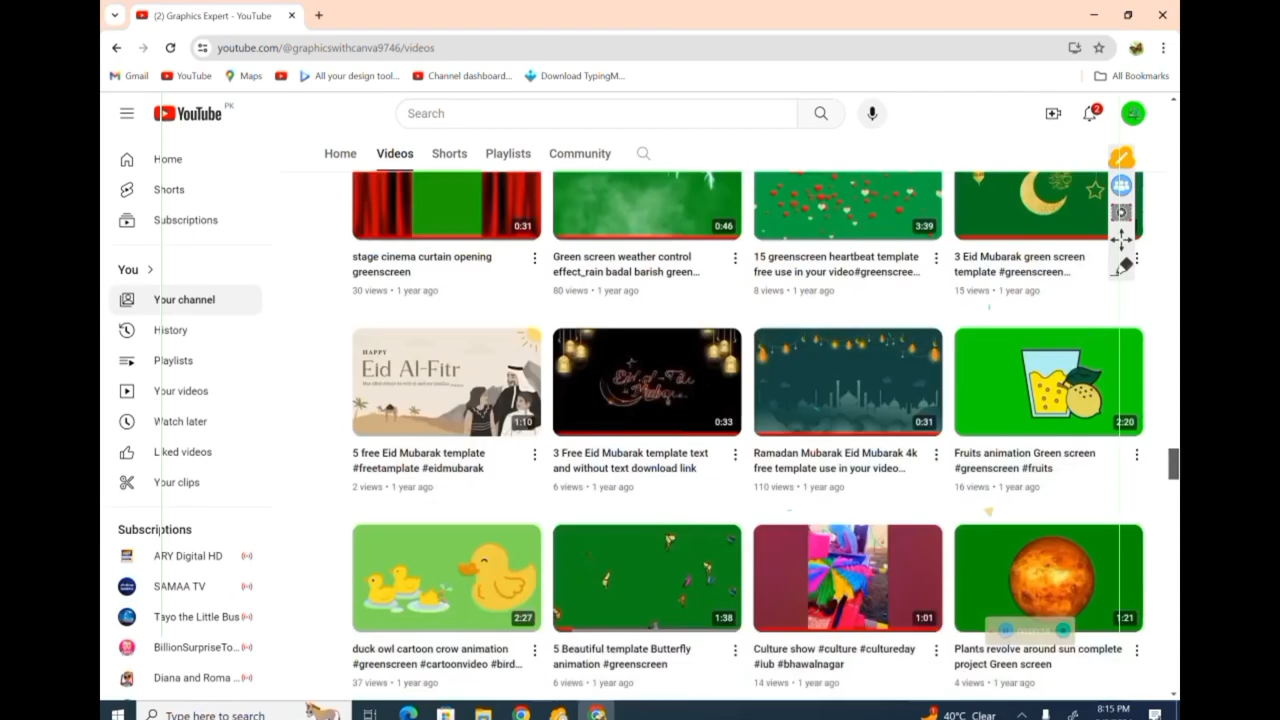 (2) Graphics Expert - YouTube
youtube.com/@graphicswithcanva9746/videos
Gmail
YouTube
Maps
All your design tool...
Channel dashboard...
Download TypingM...
All Bookmarks
YouTube PK
Search
2
Home
Videos
Shorts
Playlists
Community
Home
Shorts
Subscriptions
You
Your channel
History
Playlists
Your videos
Watch later
Liked videos
Your clips
Subscriptions
ARY Digital HD
SAMAA TV
Tayo the Little Bus
BillionSurpriseTo...
Diana and Roma ...
0:31
0:46
3:39
stage cinema curtain opening
greenscreen
30 views • 1 year ago
Green screen weather control
effect_rain badal barish green...
80 views • 1 year ago
15 greenscreen heartbeat template
free use in your video#greenscree...
8 views • 1 year ago
3 Eid Mubarak green screen
template #greenscreen...
15 views • 1 year ago
HAPPY
Eid Al-Fitr
1:10
0:33
0:31
2:20
5 free Eid Mubarak template
#freetamplate #eidmubarak
2 views • 1 year ago
3 Free Eid Mubarak template text
and without text download link
6 views • 1 year ago
Ramadan Mubarak Eid Mubarak 4k
free template use in your video...
110 views • 1 year ago
Fruits animation Green screen
#greenscreen #fruits
16 views • 1 year ago
2:27
1:38
1:01
1:21
duck owl cartoon crow animation
#greenscreen #cartoonvideo #bird...
37 views • 1 year ago
5 Beautiful template Butterfly
animation #greenscreen
6 views • 1 year ago
Culture show #culture #cultureday
#iub #bhawalnagar
14 views • 1 year ago
Plants revolve around sun complete
project Green screen
4 views • 1 year ago
Type here to search
40°C Clear
8:15 PM